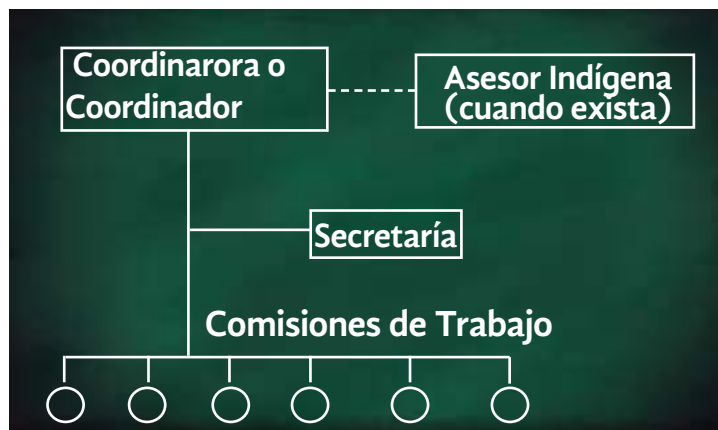 Coordinarora o
Coordinador
Asesor Indígena
(cuando exista)
Secretaría
Comisiones de Trabajo